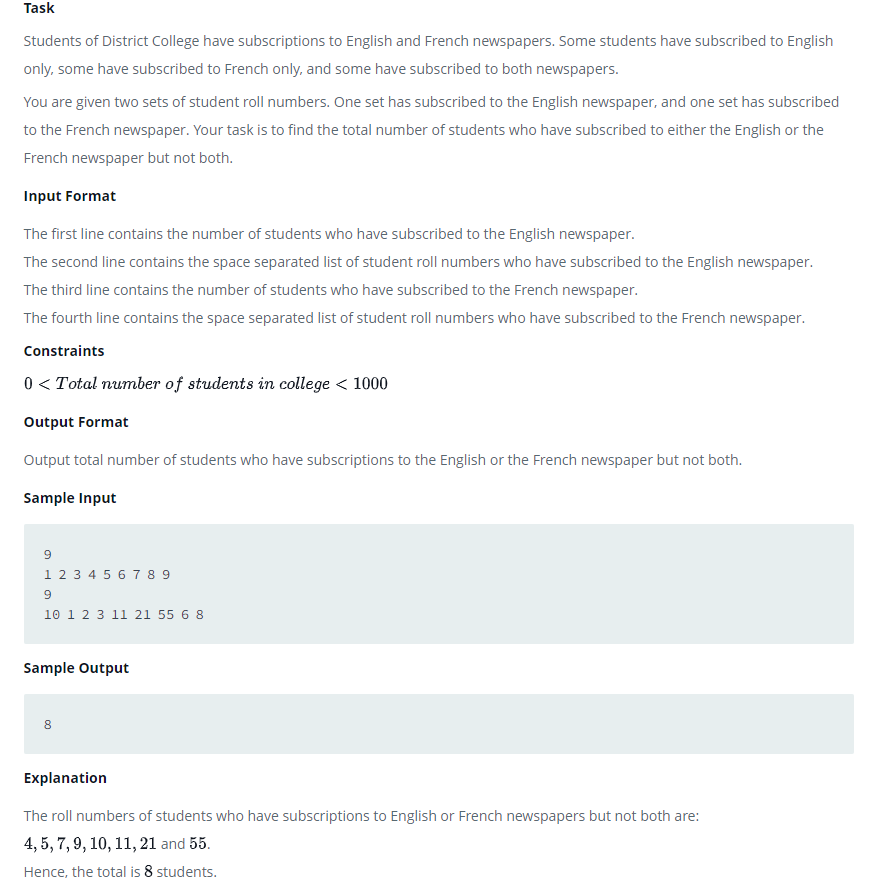 Task
Students of District College have subscriptions to English and French newspapers. Some students have subscribed to English
only, some have subscribed to French only, and some have subscribed to both newspapers.
You are given two sets of student roll numbers. One set has subscribed to the English newspaper, and one set has subscribed
to the French newspaper. Your task is to find the total number of students who have subscribed to either the English or the
French newspaper but not both.
Input Format
The first line contains the number of students who have subscribed to the English newspaper.
The second line contains the space separated list of student roll numbers who have subscribed to the English newspaper.
The third line contains the number of students who have subscribed to the French newspaper.
The fourth line contains the space separated list of student roll numbers who have subscribed to the French newspaper.
Constraints
0 < Total number of students in college < 1000
Output Format
Output total number of students who have subscriptions to the English or the French newspaper but not both.
Sample Input
9
1 2 3 4 5 6 7 8 9
9
10 1 2 3 11 21 55 6 8
Sample Output
8
Explanation
The roll numbers of students who have subscriptions to English or French newspapers but not both are:
4, 5, 7, 9, 10, 11, 21 and 55.
Hence, the total is 8 students.